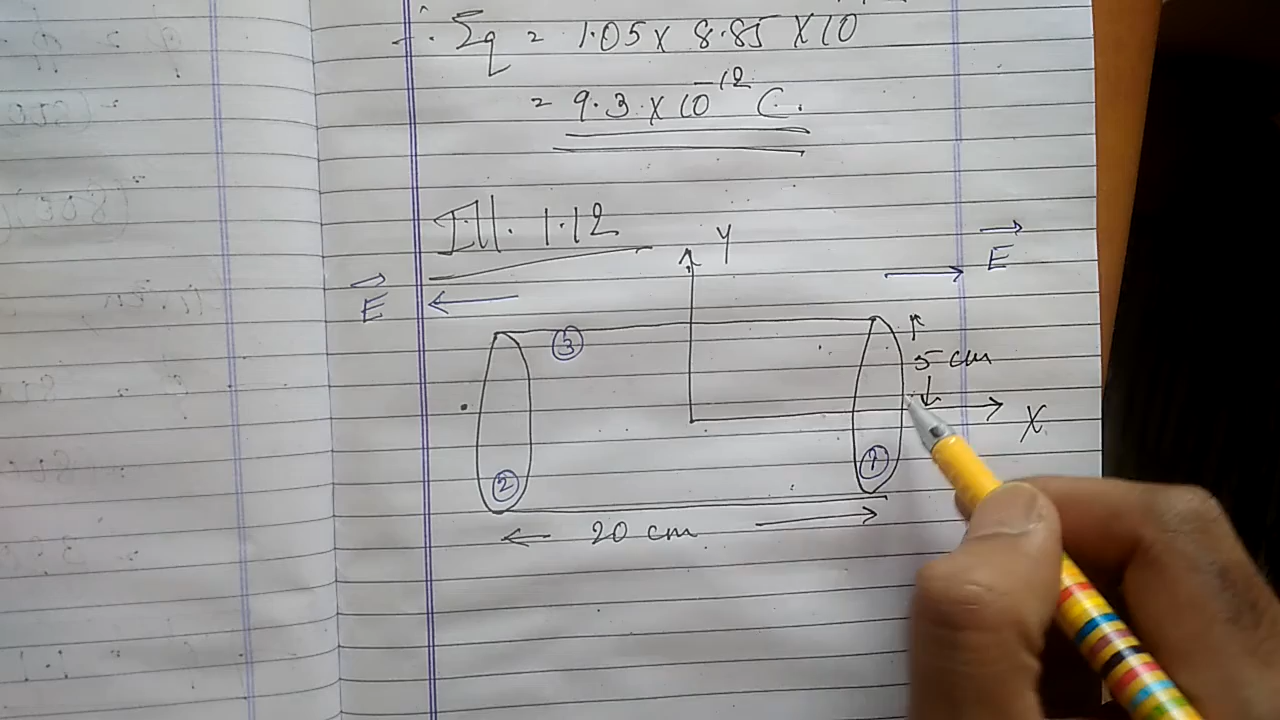 ∴ Σq = 1.05 × 8.85 × 10
= 9.3 × 10⁻¹² C.
Ill. 1.12
Y
E⃗
E⃗
3
5 cm
X
2
1
← 20 cm →